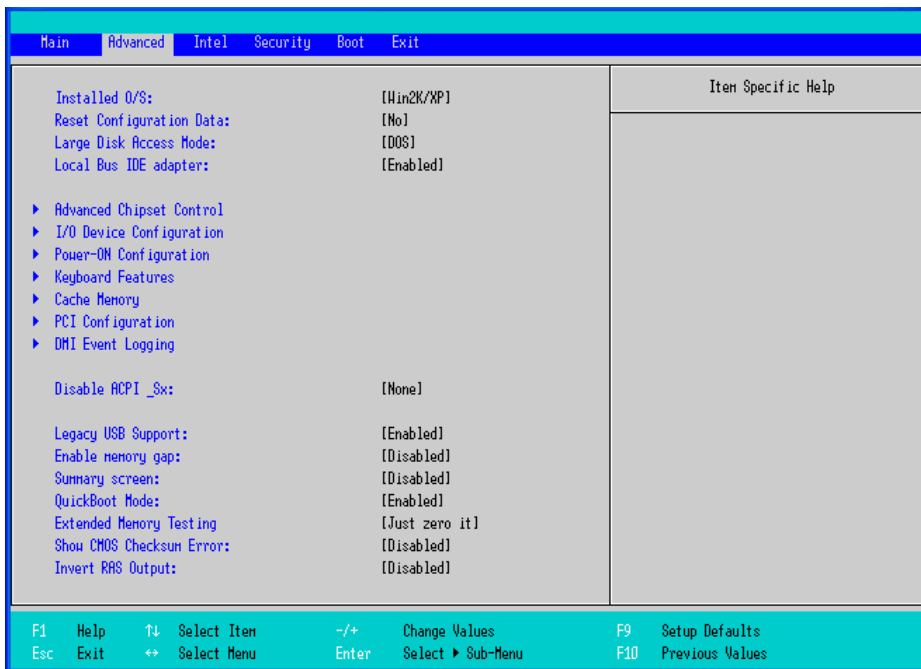 Main Advanced Intel Security Boot Exit
Item Specific Help
Installed O/S: [Win2K/XP]
Reset Configuration Data: [No]
Large Disk Access Mode: [DOS]
Local Bus IDE adapter: [Enabled]
▶ Advanced Chipset Control
▶ I/O Device Configuration
▶ Power-ON Configuration
▶ Keyboard Features
▶ Cache Memory
▶ PCI Configuration
▶ DMI Event Logging
Disable ACPI _Sx: [None]
Legacy USB Support: [Enabled]
Enable memory gap: [Disabled]
Summary screen: [Disabled]
QuickBoot Mode: [Enabled]
Extended Memory Testing [Just zero it]
Show CMOS Checksum Error: [Disabled]
Invert RAS Output: [Disabled]
F1 Help ↑↓ Select Item -/+ Change Values F9 Setup Defaults
Esc Exit ↔ Select Menu Enter Select ▶ Sub-Menu F10 Previous Values